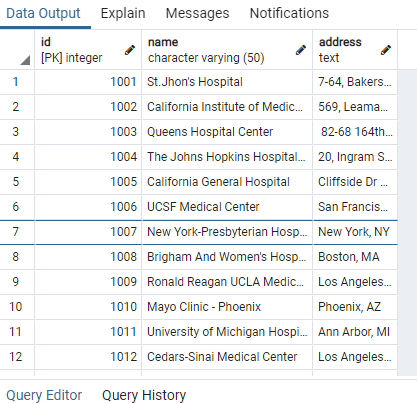 Data Output Explain Messages Notifications
id name address
[PK] integer character varying (50) text
1 1001 St.Jhon's Hospital 7-64, Bakers...
2 1002 California Institute of Medic... 569, Leama...
3 1003 Queens Hospital Center 82-68 164th...
4 1004 The Johns Hopkins Hospital... 20, Ingram S...
5 1005 California General Hospital Cliffside Dr ...
6 1006 UCSF Medical Center San Francis...
7 1007 New York-Presbyterian Hosp... New York, NY
8 1008 Brigham And Women's Hosp... Boston, MA
9 1009 Ronald Reagan UCLA Medic... Los Angeles...
10 1010 Mayo Clinic - Phoenix Phoenix, AZ
11 1011 University of Michigan Hospi... Ann Arbor, MI
12 1012 Cedars-Sinai Medical Center Los Angeles...
Query Editor Query History